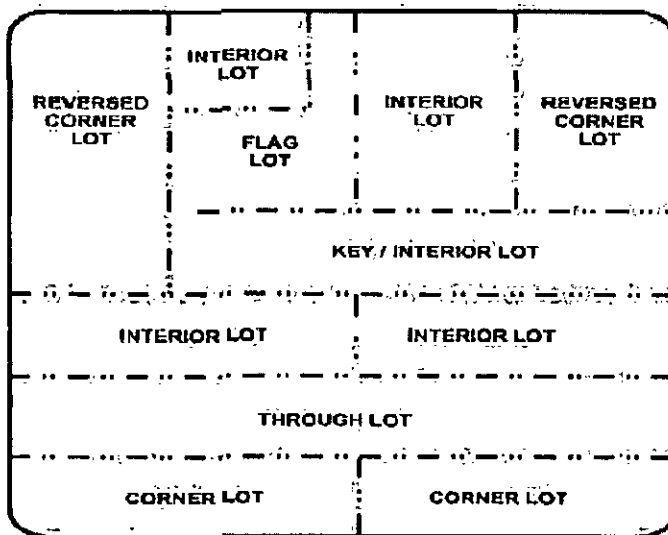 INTERIOR
LOT
REVERSED
CORNER
LOT
FLAG
LOT
INTERIOR
LOT
REVERSED
CORNER
LOT
KEY / INTERIOR LOT
INTERIOR LOT
INTERIOR LOT
THROUGH LOT
CORNER LOT
CORNER LOT